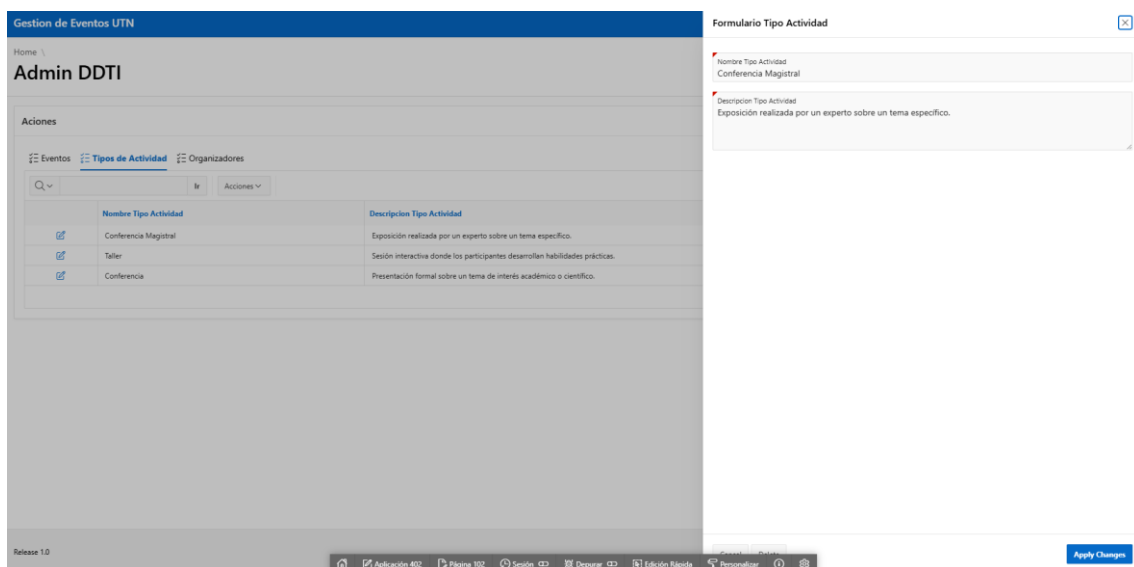 Gestion de Eventos UTN
Home \
Admin DDTI
Aciones
Eventos Tipos de Actividad Organizadores
Ir Acciones
Nombre Tipo Actividad Descripcion Tipo Actividad
Conferencia Magistral Exposición realizada por un experto sobre un tema específico.
Taller Sesión interactiva donde los participantes desarrollan habilidades prácticas.
Conferencia Presentación formal sobre un tema de interés académico o científico.
Release 1.0
Formulario Tipo Actividad
Nombre Tipo Actividad
Conferencia Magistral
Descripcion Tipo Actividad
Exposición realizada por un experto sobre un tema específico.
Cancel Delete Apply Changes
Aplicación 402 Página 102 Sesión Depurar Edición Rápida Personalizar